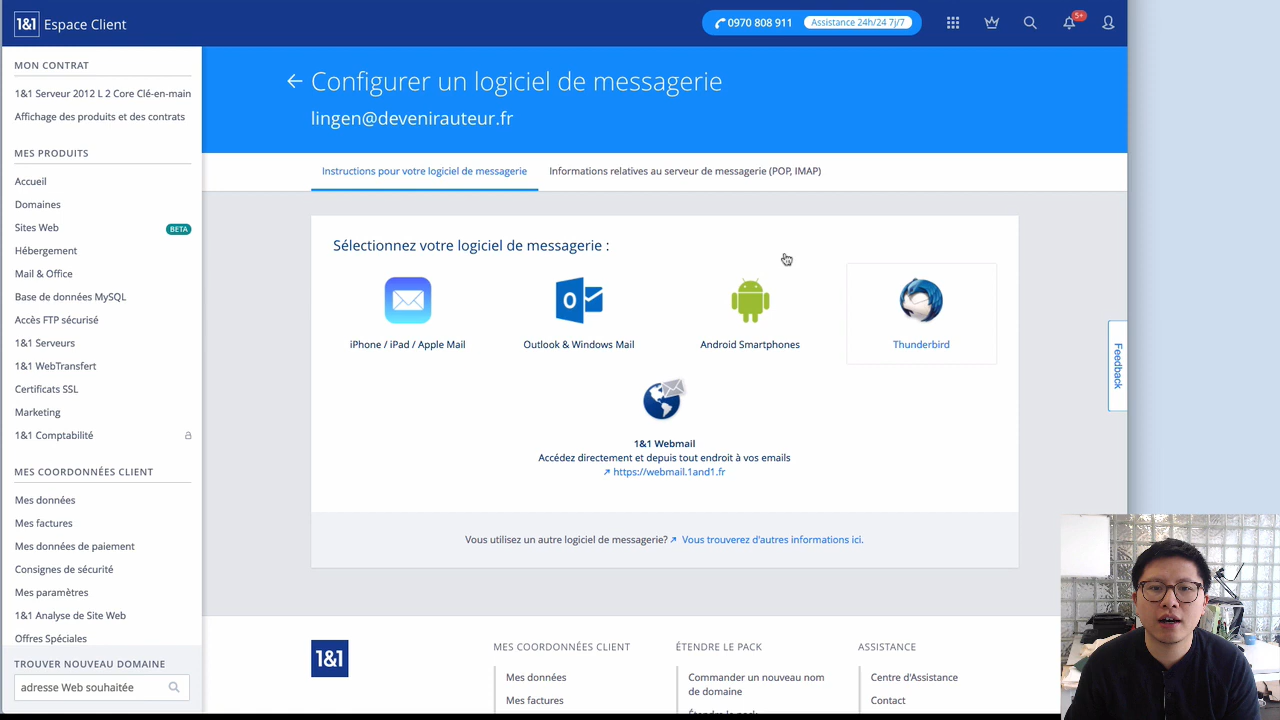 1&1 Espace Client
0970 808 911 Assistance 24h/24 7j/7
5+
MON CONTRAT
1&1 Serveur 2012 L 2 Core Clé-en-main
Affichage des produits et des contrats
MES PRODUITS
Accueil
Domaines
Sites Web BETA
Hébergement
Mail & Office
Base de données MySQL
Accès FTP sécurisé
1&1 Serveurs
1&1 WebTransfert
Certificats SSL
Marketing
1&1 Comptabilité
MES COORDONNÉES CLIENT
Mes données
Mes factures
Mes données de paiement
Consignes de sécurité
Mes paramètres
1&1 Analyse de Site Web
Offres Spéciales
TROUVER NOUVEAU DOMAINE
adresse Web souhaitée
Configurer un logiciel de messagerie
lingen@devenirauteur.fr
Instructions pour votre logiciel de messagerie
Informations relatives au serveur de messagerie (POP, IMAP)
Sélectionnez votre logiciel de messagerie :
iPhone / iPad / Apple Mail
Outlook & Windows Mail
Android Smartphones
Thunderbird
1&1 Webmail
Accédez directement et depuis tout endroit à vos emails
https://webmail.1and1.fr
Vous utilisez un autre logiciel de messagerie? Vous trouverez d'autres informations ici.
Feedback
1&1
MES COORDONNÉES CLIENT
Mes données
Mes factures
ÉTENDRE LE PACK
Commander un nouveau nom
de domaine
Étendre le pack
ASSISTANCE
Centre d'Assistance
Contact